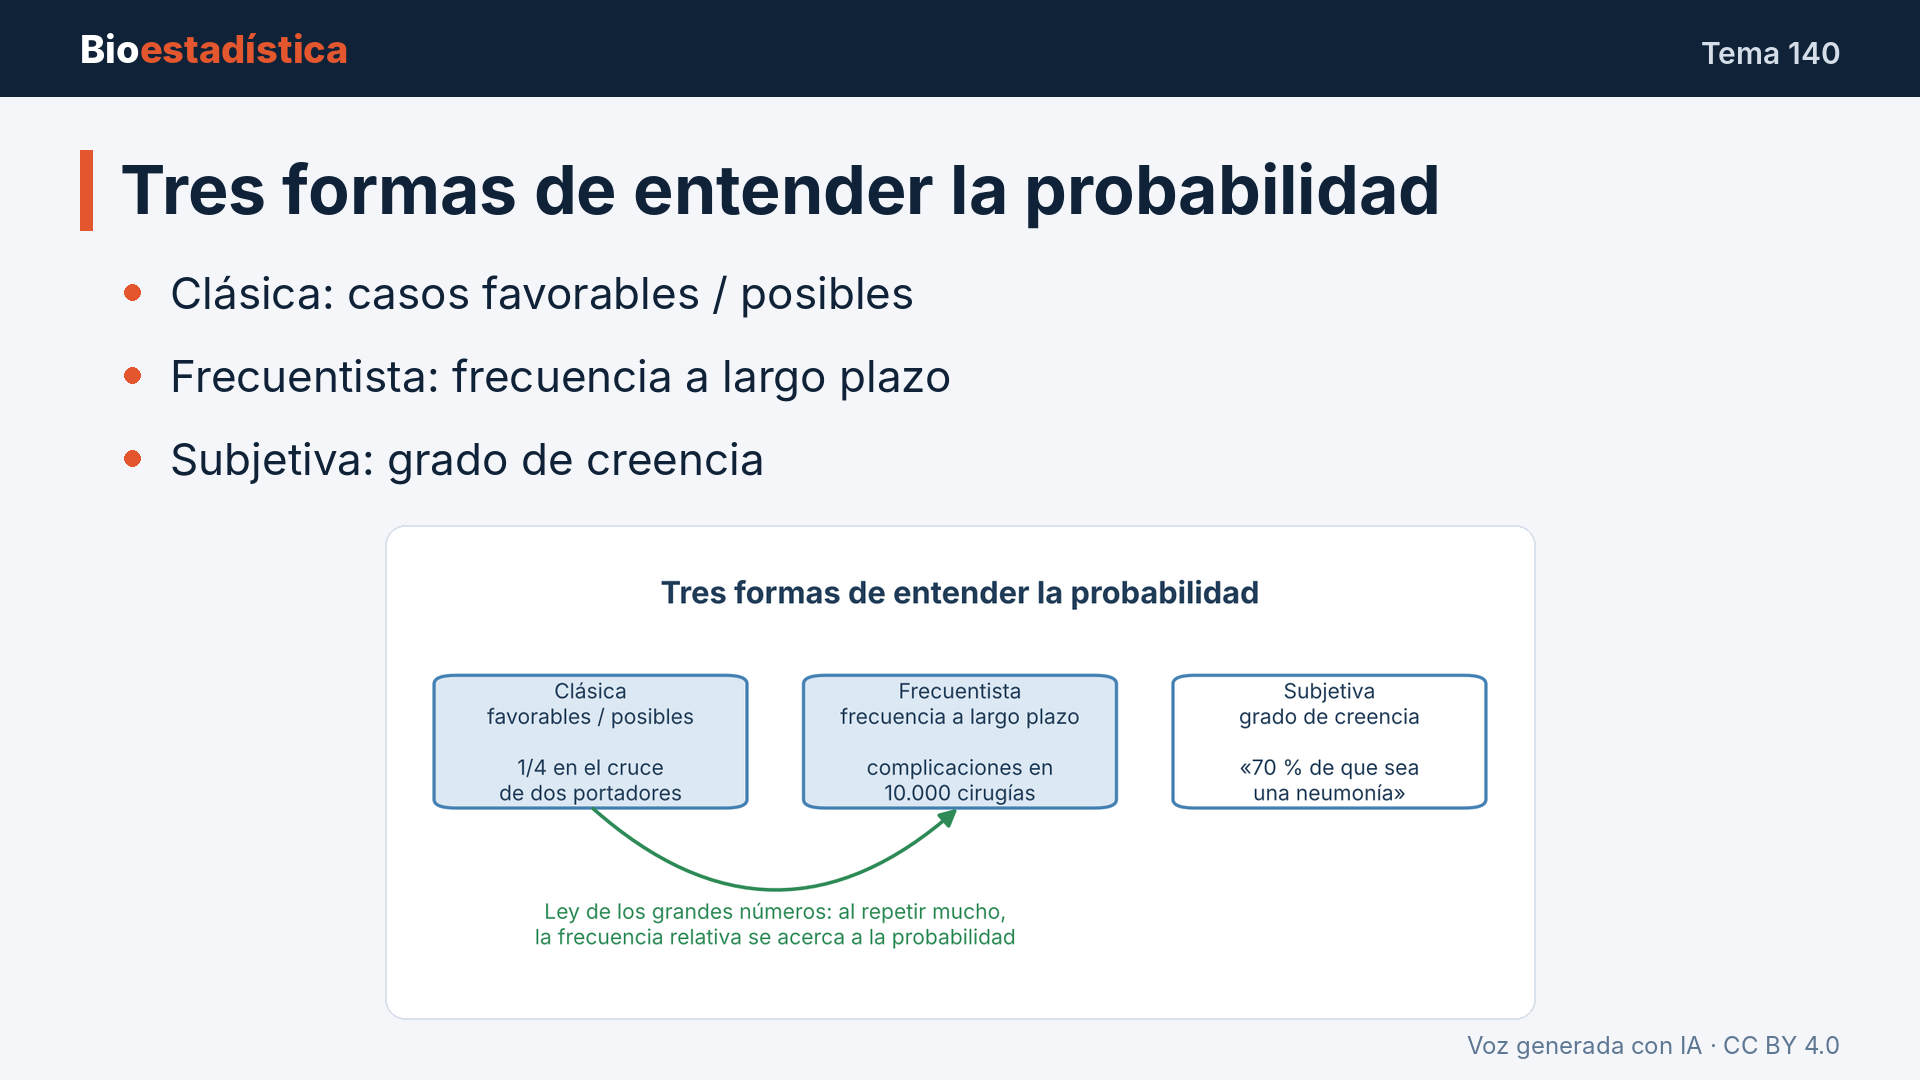 Bioestadística
Tema 140
Tres formas de entender la probabilidad
• Clásica: casos favorables / posibles
• Frecuentista: frecuencia a largo plazo
• Subjetiva: grado de creencia
Tres formas de entender la probabilidad
Clásica
favorables / posibles
1/4 en el cruce
de dos portadores
Frecuentista
frecuencia a largo plazo
complicaciones en
10.000 cirugías
Subjetiva
grado de creencia
«70 % de que sea
una neumonía»
Ley de los grandes números: al repetir mucho,
la frecuencia relativa se acerca a la probabilidad
Voz generada con IA · CC BY 4.0